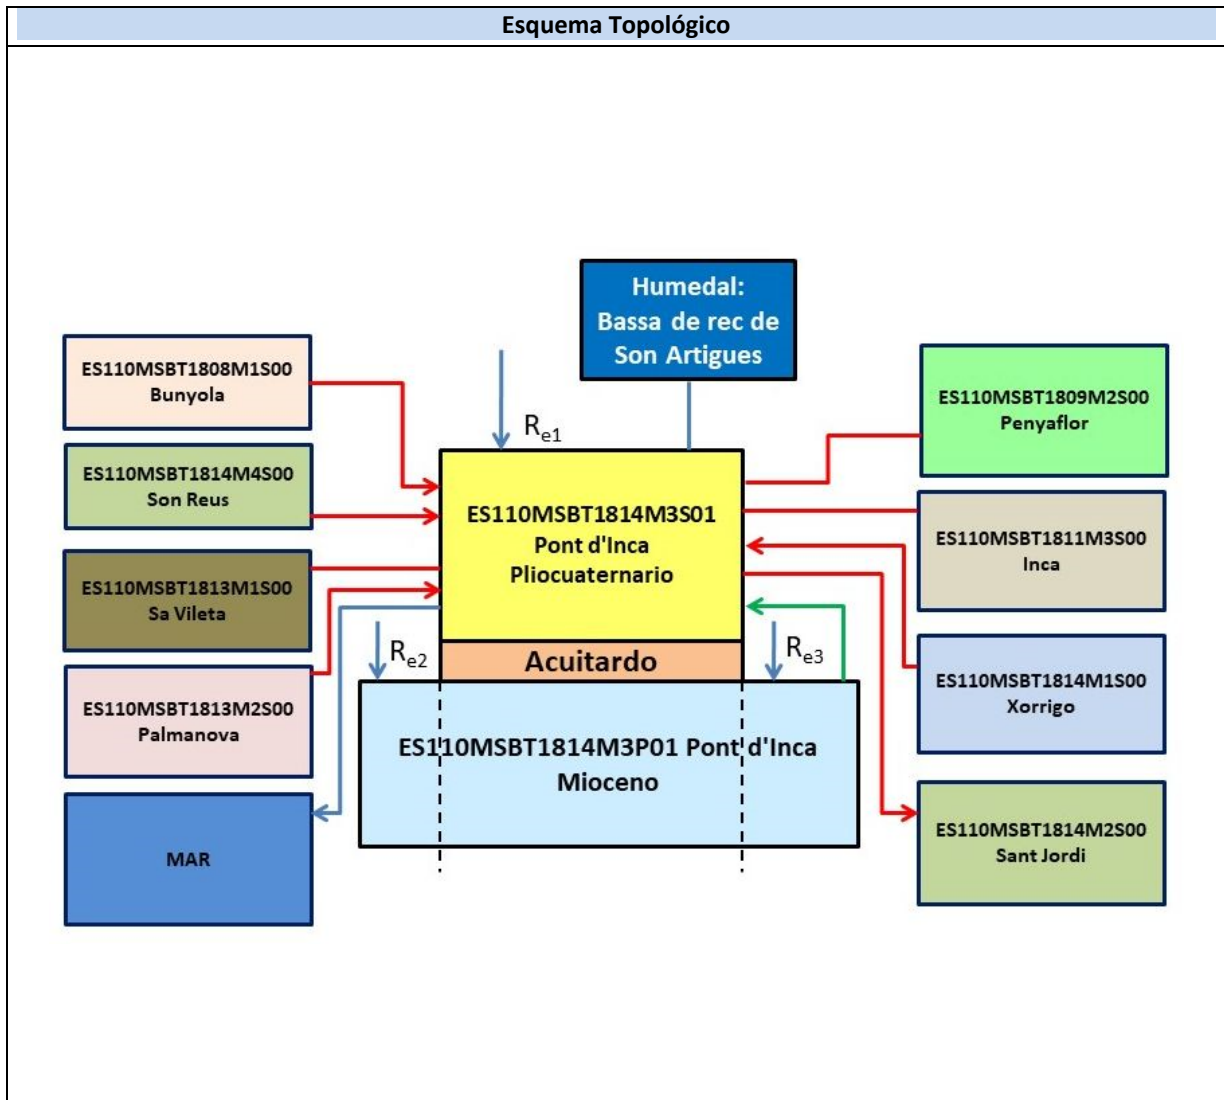 Esquema Topológico
Humedal:
Bassa de rec de
Son Artigues
ES110MSBT1808M1S00
Bunyola
ES110MSBT1814M4S00
Son Reus
ES110MSBT1813M1S00
Sa Vileta
ES110MSBT1813M2S00
Palmanova
MAR
Re1
ES110MSBT1814M3S01
Pont d'Inca
Pliocuaternario
Re2
Acuitardo
Re3
ES110MSBT1814M3P01 Pont d'Inca
Mioceno
ES110MSBT1809M2S00
Penyaflor
ES110MSBT1811M3S00
Inca
ES110MSBT1814M1S00
Xorrigo
ES110MSBT1814M2S00
Sant Jordi